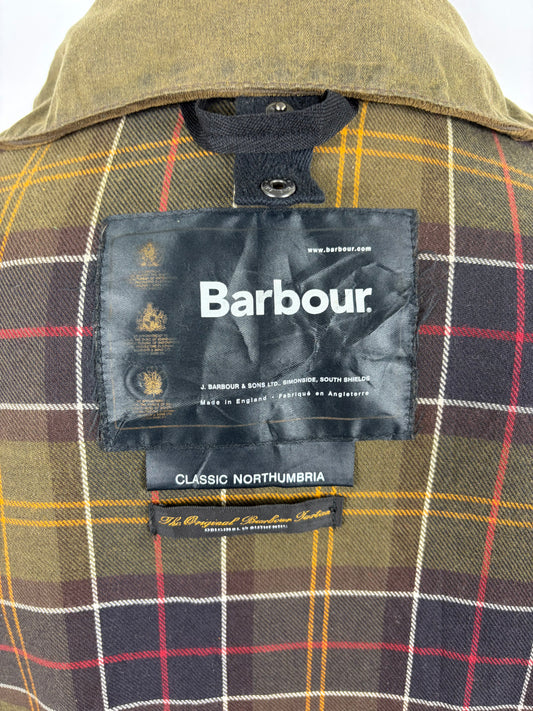 www.barbour.com
Barbour.
J. BARBOUR & SONS LTD. SIMONSIDE, SOUTH SHIELDS
Made in England - Fabriqué en Angleterre
CLASSIC NORTHUMBRIA
The Original Barbour Tartan